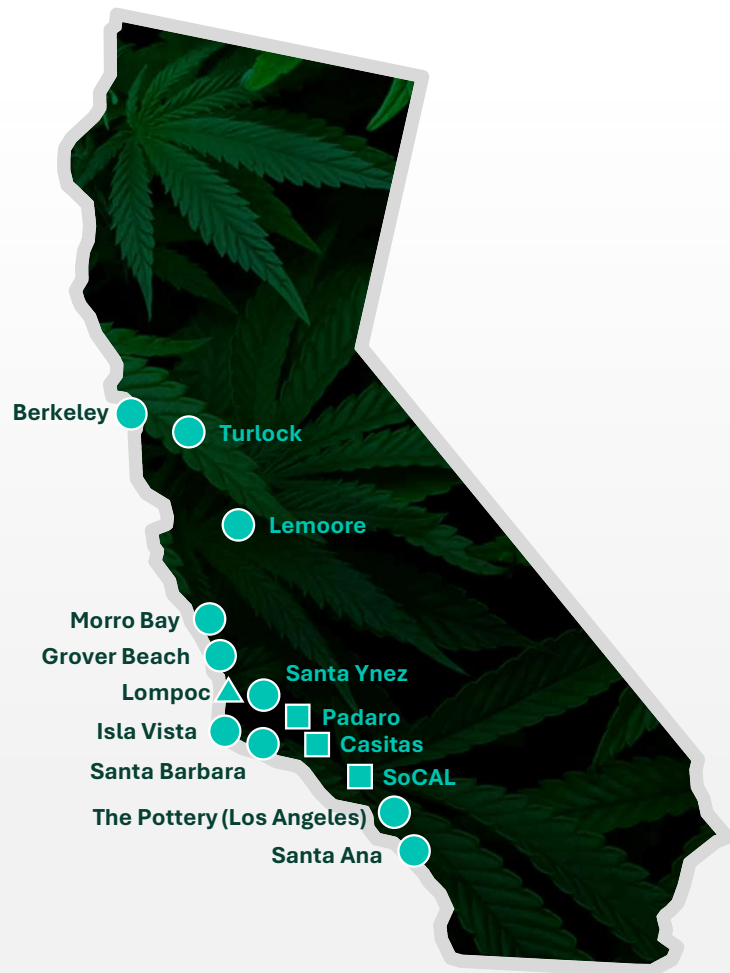 Berkeley
Turlock
Lemoore
Morro Bay
Grover Beach
Santa Ynez
Lompoc
Padaro
Isla Vista
Casitas
Santa Barbara
SoCAL
The Pottery (Los Angeles)
Santa Ana